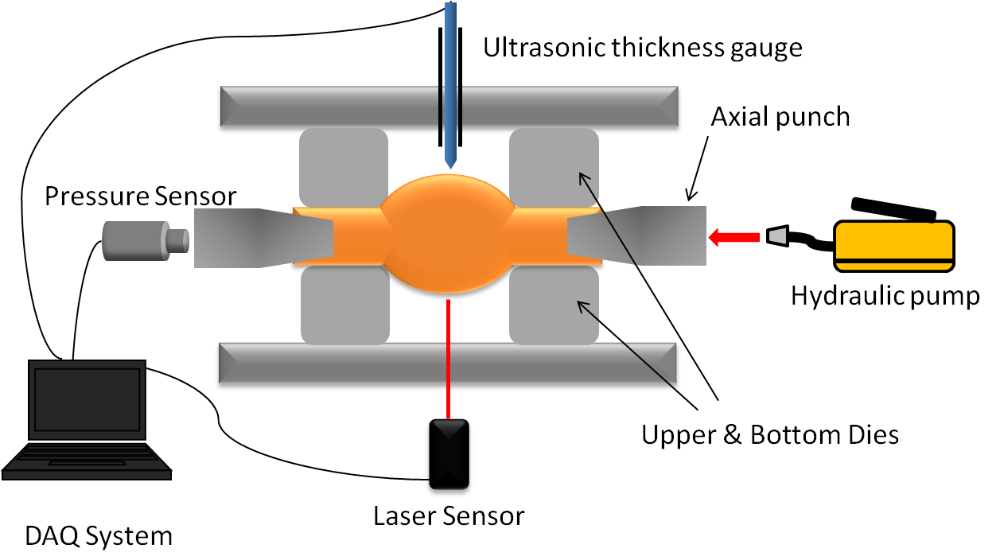 Ultrasonic thickness gauge
Axial punch
Pressure Sensor
Hydraulic pump
Upper & Bottom Dies
Laser Sensor
DAQ System